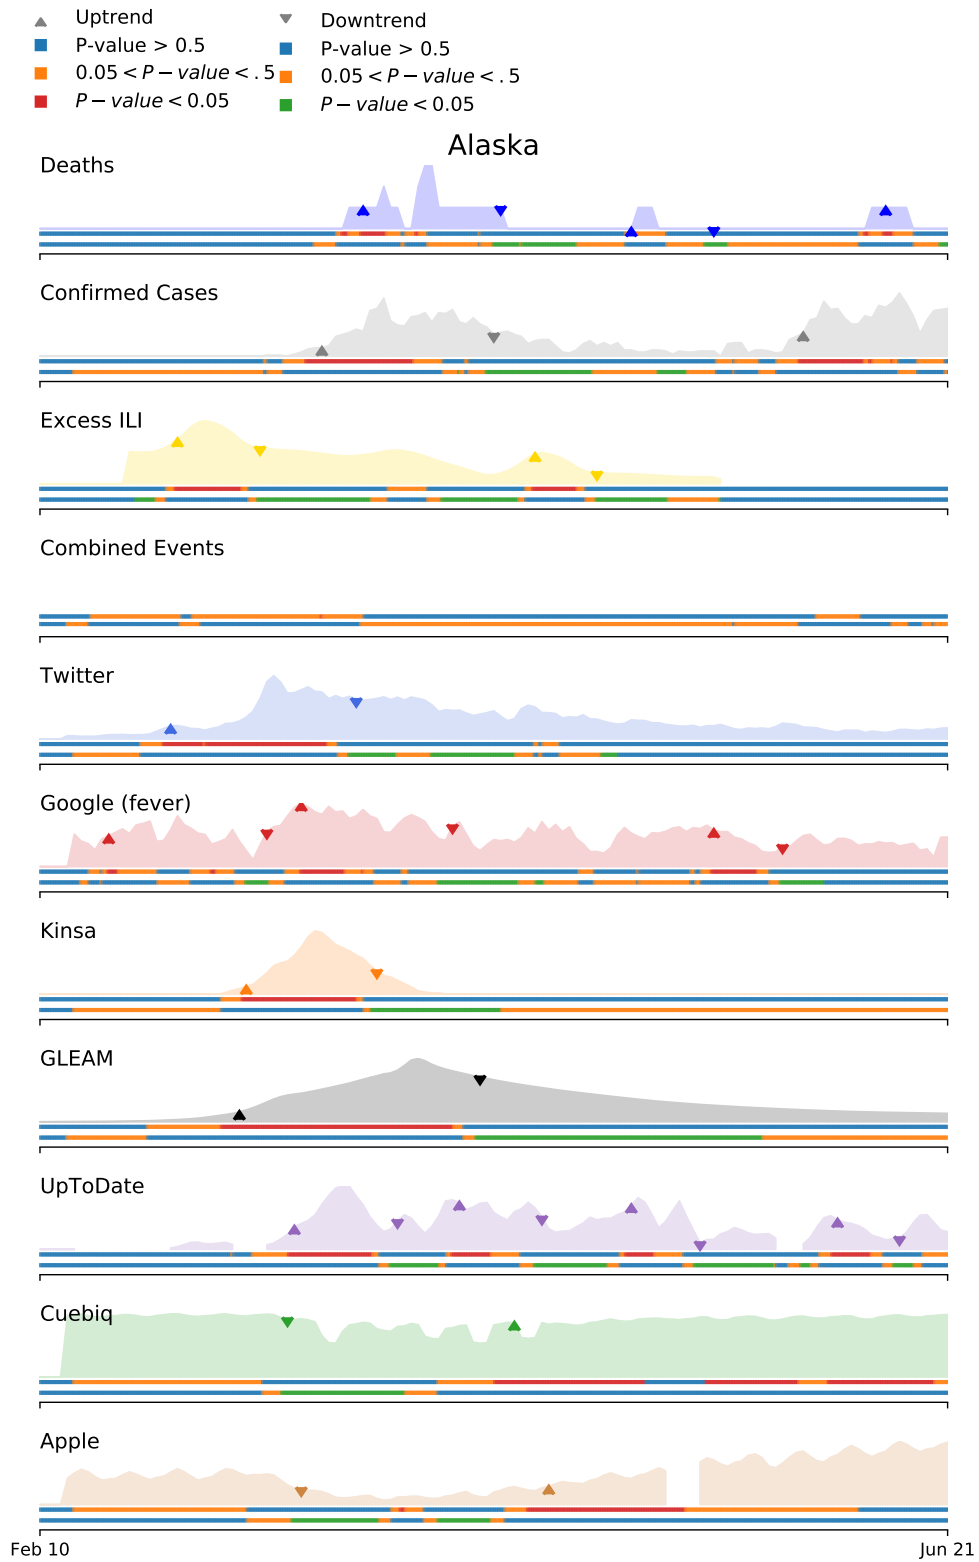 Uptrend
P-value > 0.5
0.05 < P − value < .5
P − value < 0.05
Downtrend
P-value > 0.5
0.05 < P − value < .5
P − value < 0.05
Alaska
Deaths
Confirmed Cases
Excess ILI
Combined Events
Twitter
Google (fever)
Kinsa
GLEAM
UpToDate
Cuebiq
Apple
Feb 10
Jun 21